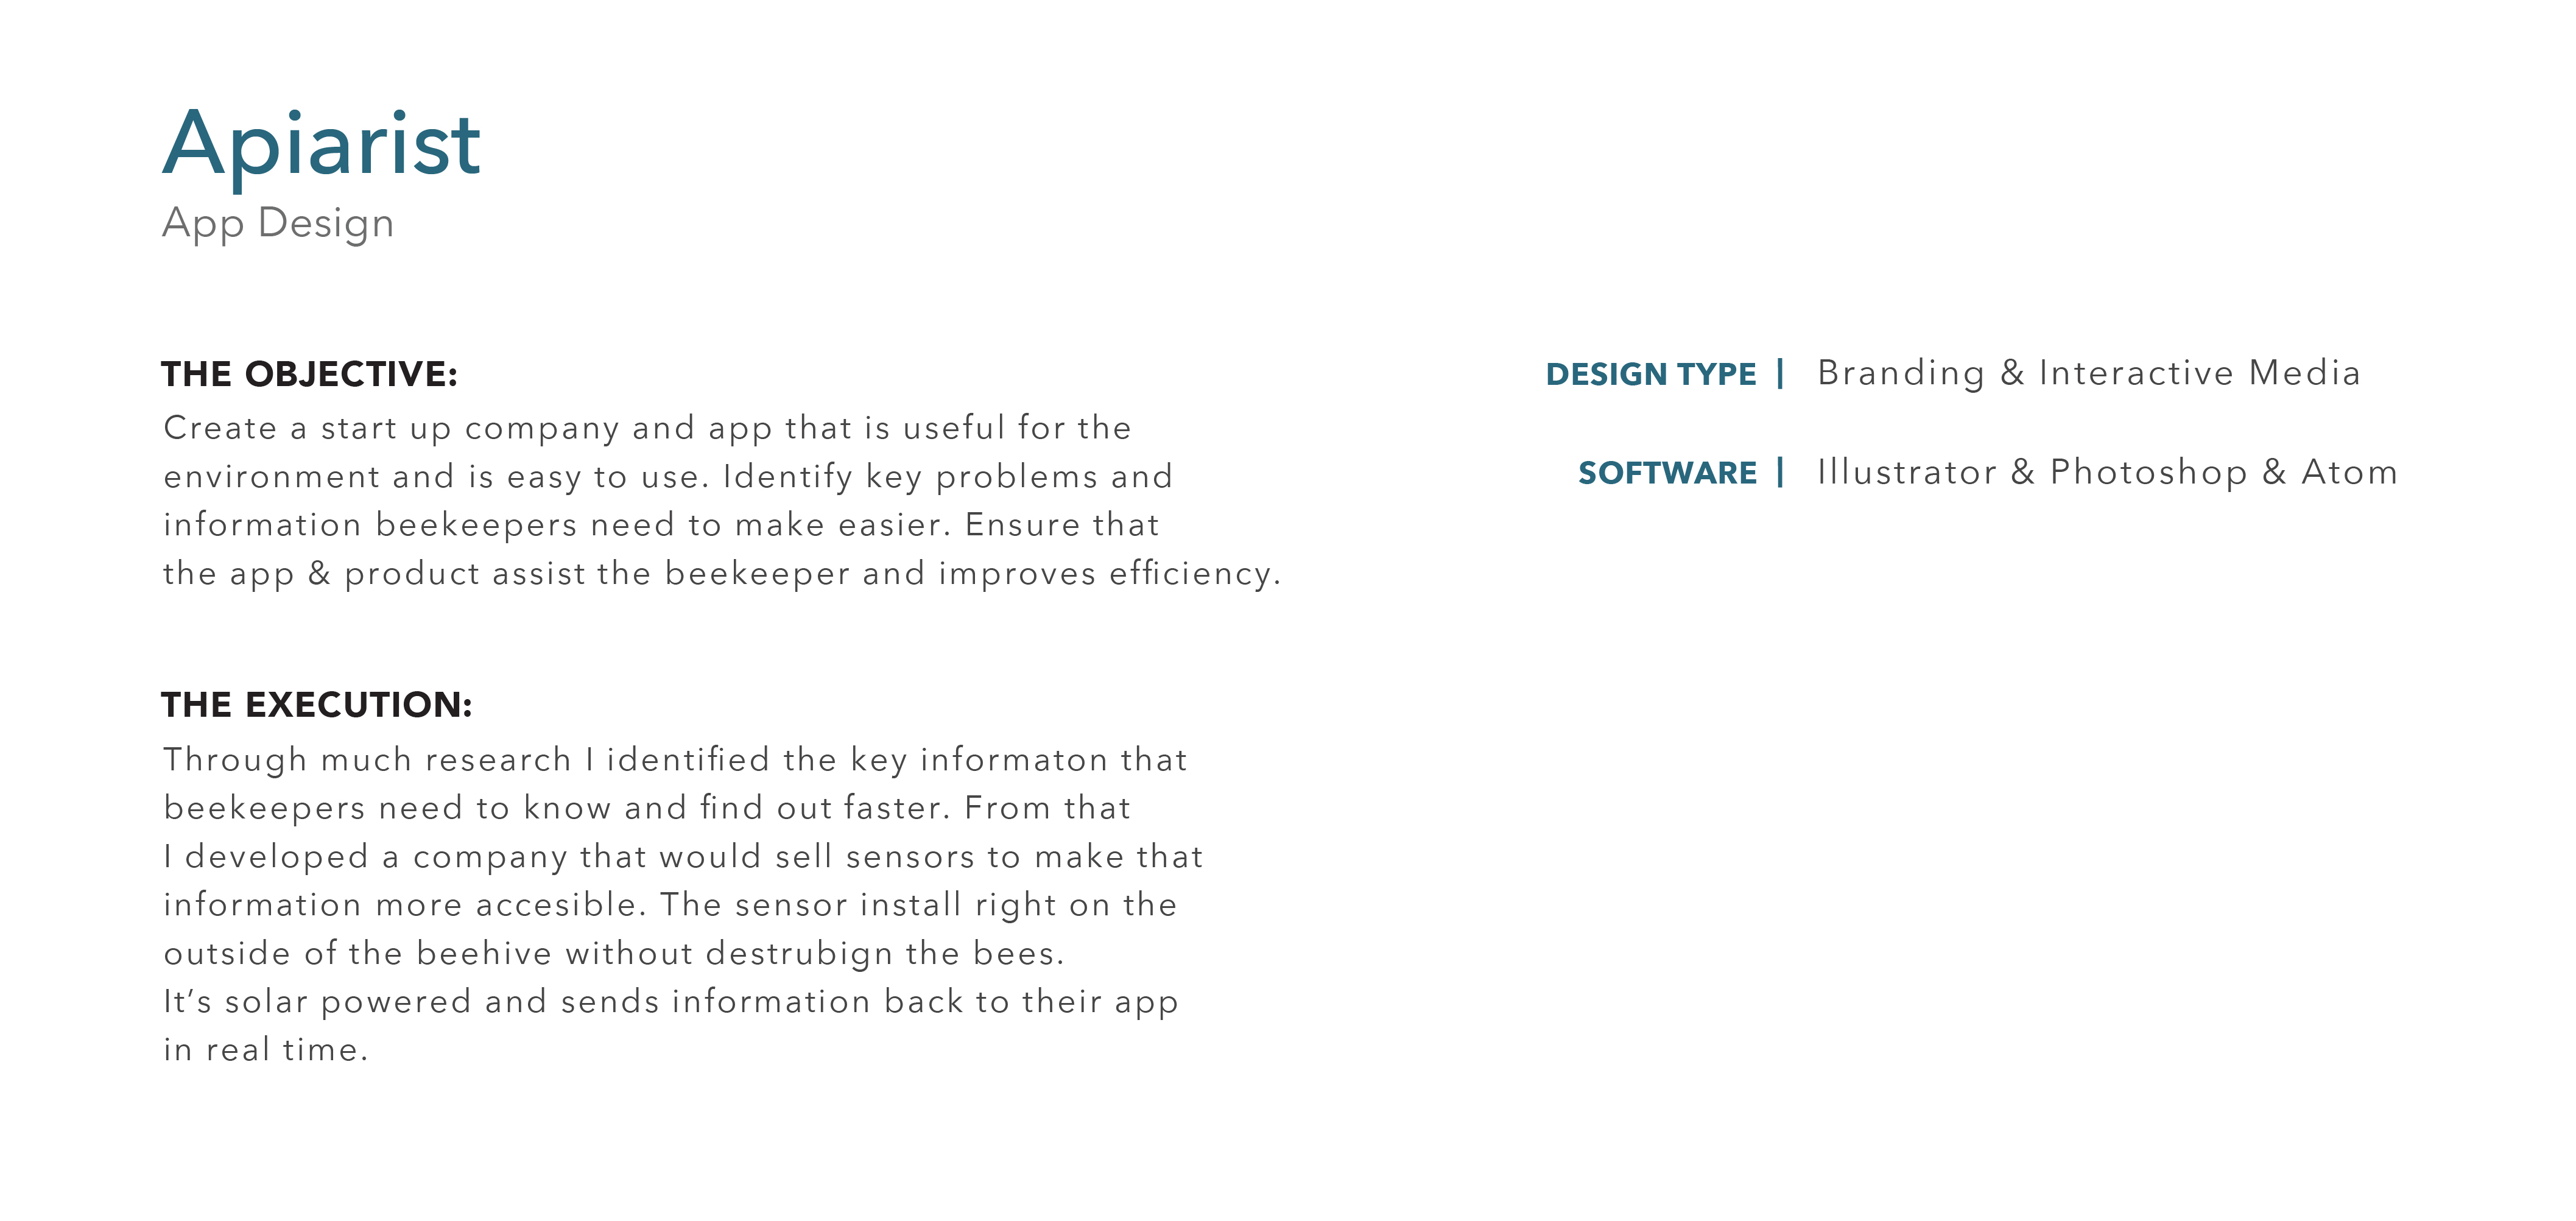 Apiarist
App Design
THE OBJECTIVE:
Create a start up company and app that is useful for the
environment and is easy to use. Identify key problems and
information beekeepers need to make easier. Ensure that
the app & product assist the beekeeper and improves efficiency.
THE EXECUTION:
Through much research I identified the key informaton that
beekeepers need to know and find out faster. From that
I developed a company that would sell sensors to make that
information more accesible. The sensor install right on the
outside of the beehive without destrubign the bees.
It’s solar powered and sends information back to their app
in real time.
DESIGN TYPE | Branding & Interactive Media
SOFTWARE | Illustrator & Photoshop & Atom